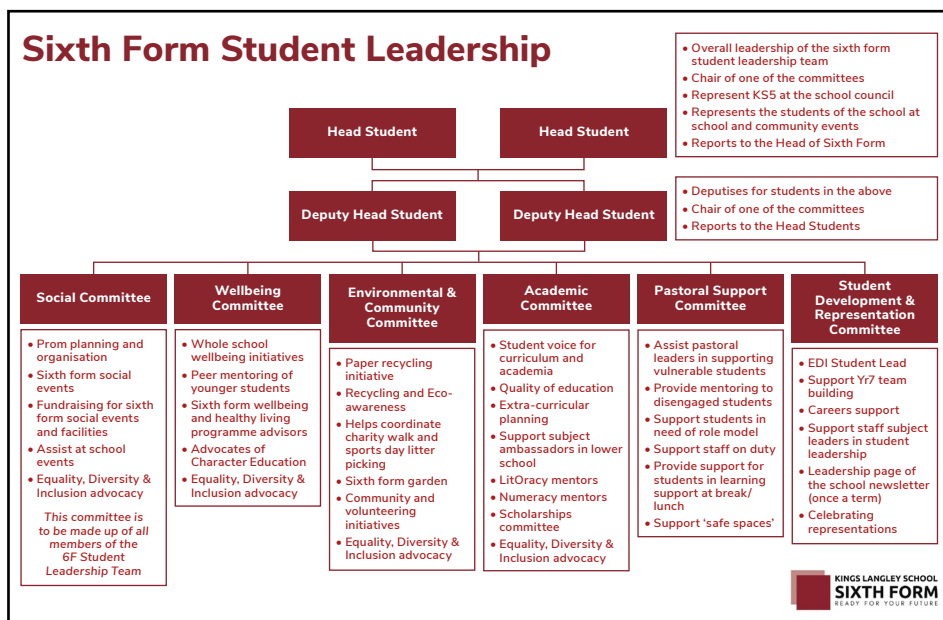 Sixth Form Student Leadership
• Overall leadership of the sixth form
student leadership team
• Chair of one of the committees
• Represent KS5 at the school council
• Represents the students of the school at
school and community events
• Reports to the Head of Sixth Form
Head Student
Head Student
Deputy Head Student
Deputy Head Student
• Deputises for students in the above
• Chair of one of the committees
• Reports to the Head Students
Social Committee
• Prom planning and
organisation
• Sixth form social
events
• Fundraising for sixth
form social events
and facilities
• Assist at school
events
• Equality, Diversity &
Inclusion advocacy
This committee is
to be made up of all
members of the
6F Student
Leadership Team
Wellbeing
Committee
• Whole school
wellbeing initiatives
• Peer mentoring of
younger students
• Sixth form wellbeing
and healthy living
programme advisors
• Advocates of
Character Education
• Equality, Diversity &
Inclusion advocacy
Environmental &
Community
Committee
• Paper recycling
initiative
• Recycling and Eco-
awareness
• Helps coordinate
charity walk and
sports day litter
picking
• Sixth form garden
• Community and
volunteering
initiatives
• Equality, Diversity &
Inclusion advocacy
Academic
Committee
• Student voice for
curriculum and
academia
• Quality of education
• Extra-curricular
planning
• Support subject
ambassadors in lower
school
• LitOracy mentors
• Numeracy mentors
• Scholarships
committee
• Equality, Diversity &
Inclusion advocacy
Pastoral Support
Committee
• Assist pastoral
leaders in supporting
vulnerable students
• Provide mentoring to
disengaged students
• Support students in
need of role model
• Support staff on duty
• Provide support for
students in learning
support at break/
lunch
• Support ‘safe spaces’
Student
Development &
Representation
Committee
• EDI Student Lead
• Support Yr7 team
building
• Careers support
• Support staff subject
leaders in student
leadership
• Leadership page of
the school newsletter
(once a term)
• Celebrating
representations
KINGS LANGLEY SCHOOL
SIXTH FORM
READY FOR YOUR FUTURE